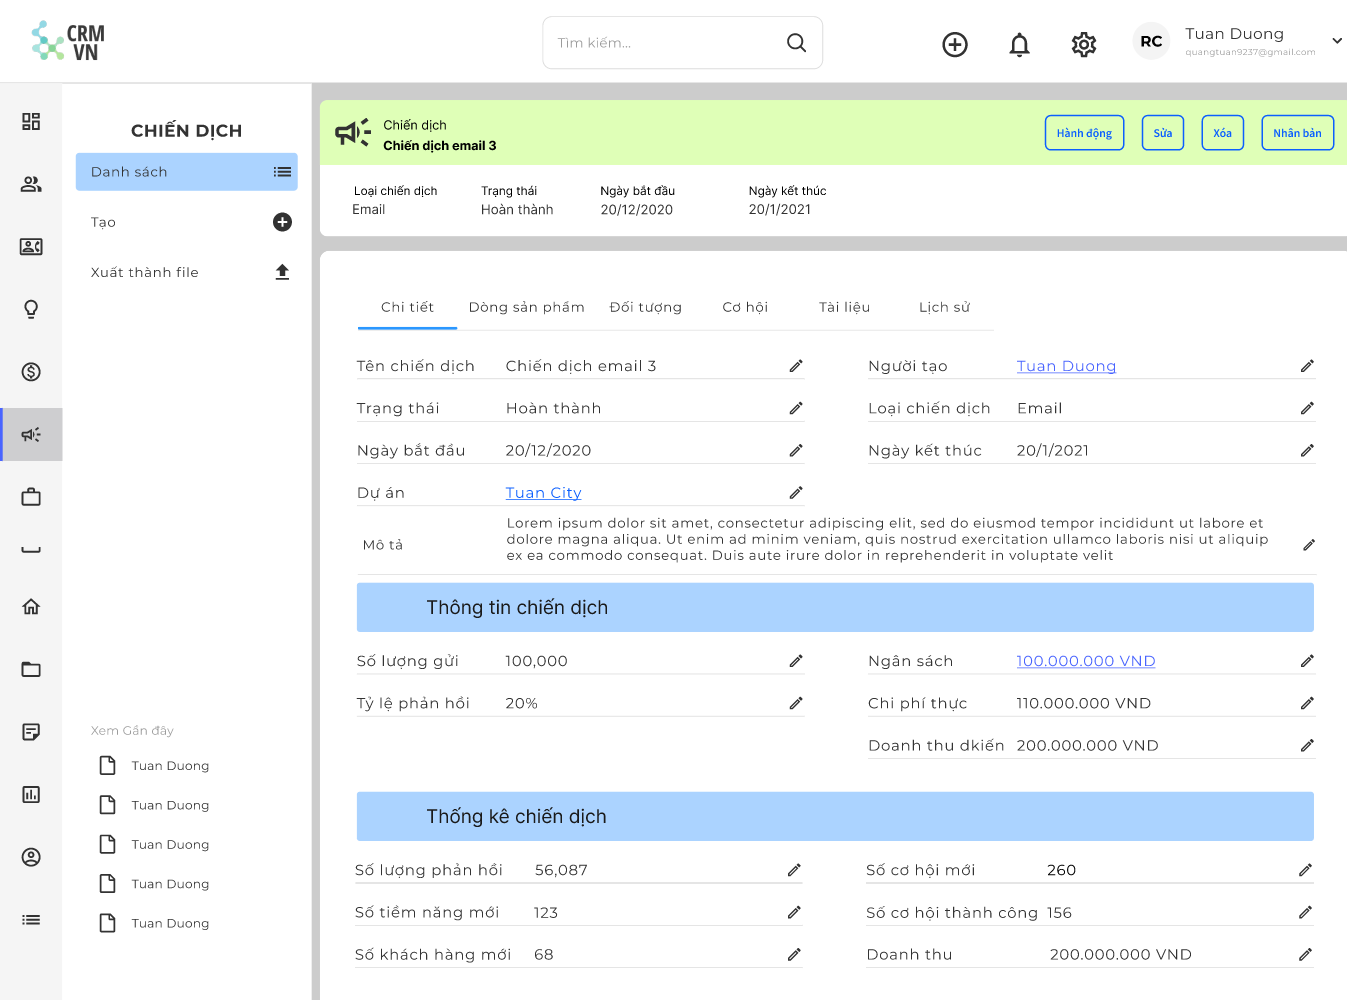 CRM
VN
Tìm kiếm...
RC
Tuan Duong
quangtuan9237@gmail.com
CHIẾN DỊCH
Danh sách
Tạo
Xuất thành file
Xem Gần đây
Tuan Duong
Tuan Duong
Tuan Duong
Tuan Duong
Tuan Duong
Chiến dịch
Chiến dịch email 3
Hành động
Sửa
Xóa
Nhân bản
Loại chiến dịch
Trạng thái
Ngày bắt đầu
Ngày kết thúc
Email
Hoàn thành
20/12/2020
20/1/2021
Chi tiết
Dòng sản phẩm
Đối tượng
Cơ hội
Tài liệu
Lịch sử
Tên chiến dịch Chiến dịch email 3
Người tạo Tuan Duong
Trạng thái Hoàn thành
Loại chiến dịch Email
Ngày bắt đầu 20/12/2020
Ngày kết thúc 20/1/2021
Dự án Tuan City
Mô tả
Lorem ipsum dolor sit amet, consectetur adipiscing elit, sed do eiusmod tempor incididunt ut labore et
dolore magna aliqua. Ut enim ad minim veniam, quis nostrud exercitation ullamco laboris nisi ut aliquip
ex ea commodo consequat. Duis aute irure dolor in reprehenderit in voluptate velit
Thông tin chiến dịch
Số lượng gửi 100,000
Ngân sách 100.000.000 VND
Tỷ lệ phản hồi 20%
Chi phí thực 110.000.000 VND
Doanh thu dkiến 200.000.000 VND
Thống kê chiến dịch
Số lượng phản hồi 56,087
Số cơ hội mới 260
Số tiềm năng mới 123
Số cơ hội thành công 156
Số khách hàng mới 68
Doanh thu 200.000.000 VND